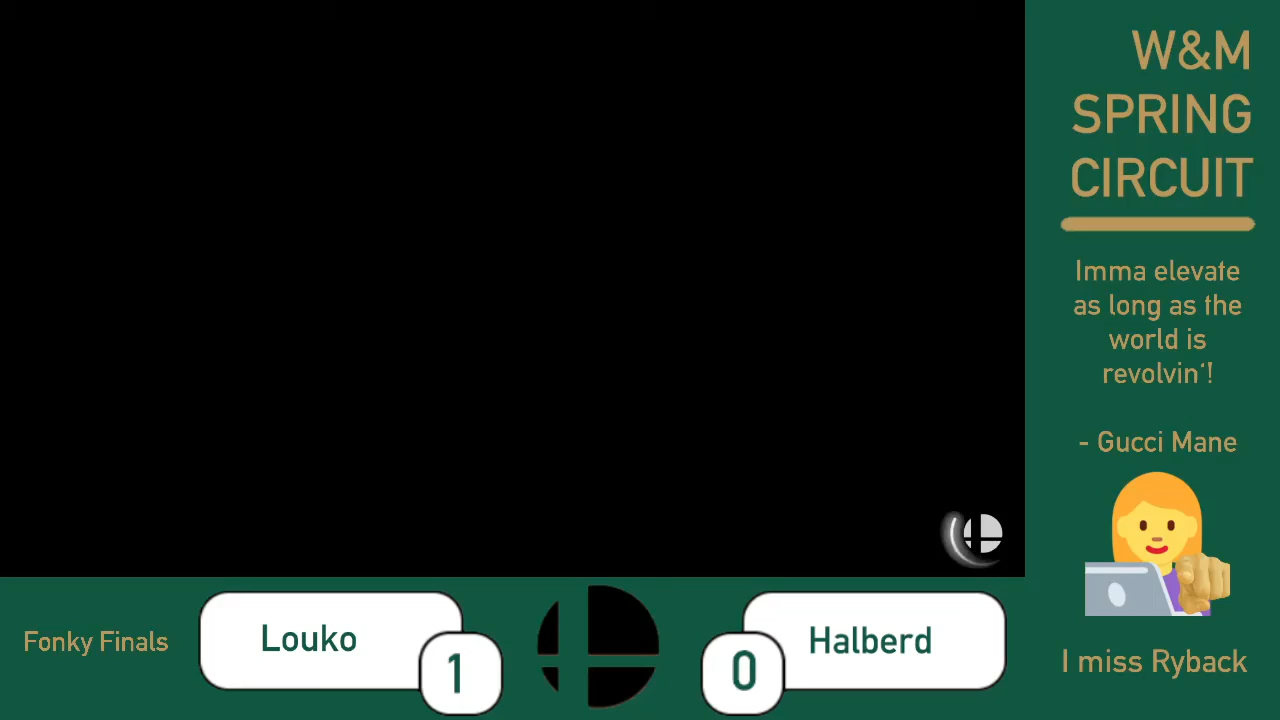 W&M
SPRING
CIRCUIT
Imma elevate
as long as the
world is
revolvin'!
- Gucci Mane
I miss Ryback
Fonky Finals
Louko
1
0
Halberd